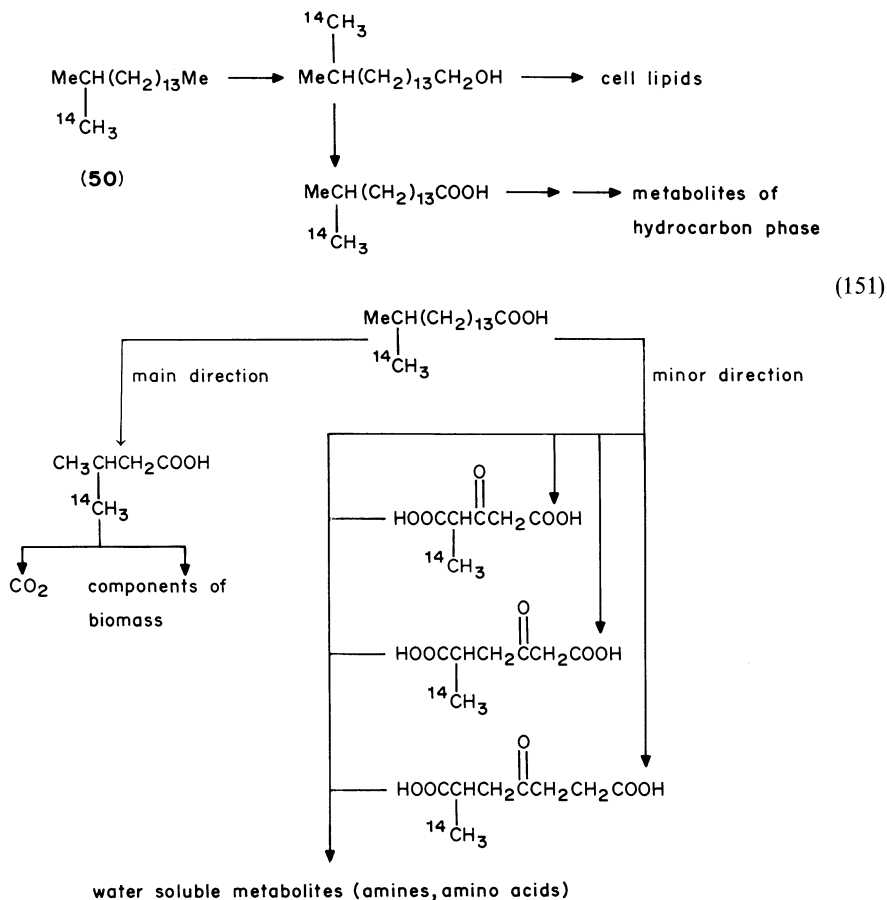 ¹⁴CH₃
MeCH(CH₂)₁₃Me
MeCH(CH₂)₁₃CH₂OH
cell lipids
¹⁴CH₃
(50)
MeCH(CH₂)₁₃COOH
metabolites of
hydrocarbon phase
¹⁴CH₃
(151)
MeCH(CH₂)₁₃COOH
¹⁴CH₃
main direction
minor direction
CH₃CHCH₂COOH
¹⁴CH₃
O
HOOCCHCCH₂COOH
¹⁴CH₃
CO₂
components of
biomass
O
HOOCCHCH₂CCH₂COOH
¹⁴CH₃
O
HOOCCHCH₂CCH₂CH₂COOH
¹⁴CH₃
water soluble metabolites (amines, amino acids)